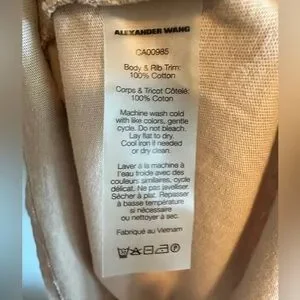 ALEXANDER WANG
CA00985
Body & Rib Trim:
100% Cotton
Corps & Tricot Côtelé:
100% Coton
Machine wash cold
with like colors, gentle
cycle. Do not bleach.
Lay flat to dry.
Cool iron if needed
or dry clean.
Laver à la machine à
l'eau froide avec des
couleurs similaires, cycle
délicat. Ne pas javelliser.
Sécher à plat. Repasser
à basse température
si nécessaire
ou nettoyer à sec.
Fabriqué au Vietnam